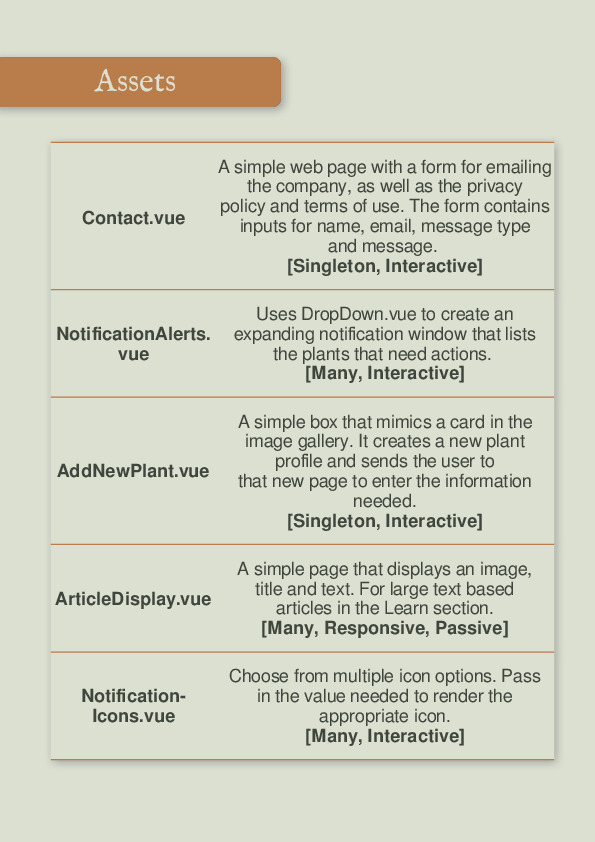 Assets
Contact.vue
A simple web page with a form for emailing
the company, as well as the privacy
policy and terms of use. The form contains
inputs for name, email, message type
and message.
[Singleton, Interactive]
NotificationAlerts.
vue
Uses DropDown.vue to create an
expanding notification window that lists
the plants that need actions.
[Many, Interactive]
AddNewPlant.vue
A simple box that mimics a card in the
image gallery. It creates a new plant
profile and sends the user to
that new page to enter the information
needed.
[Singleton, Interactive]
ArticleDisplay.vue
A simple page that displays an image,
title and text. For large text based
articles in the Learn section.
[Many, Responsive, Passive]
Notification-
Icons.vue
Choose from multiple icon options. Pass
in the value needed to render the
appropriate icon.
[Many, Interactive]